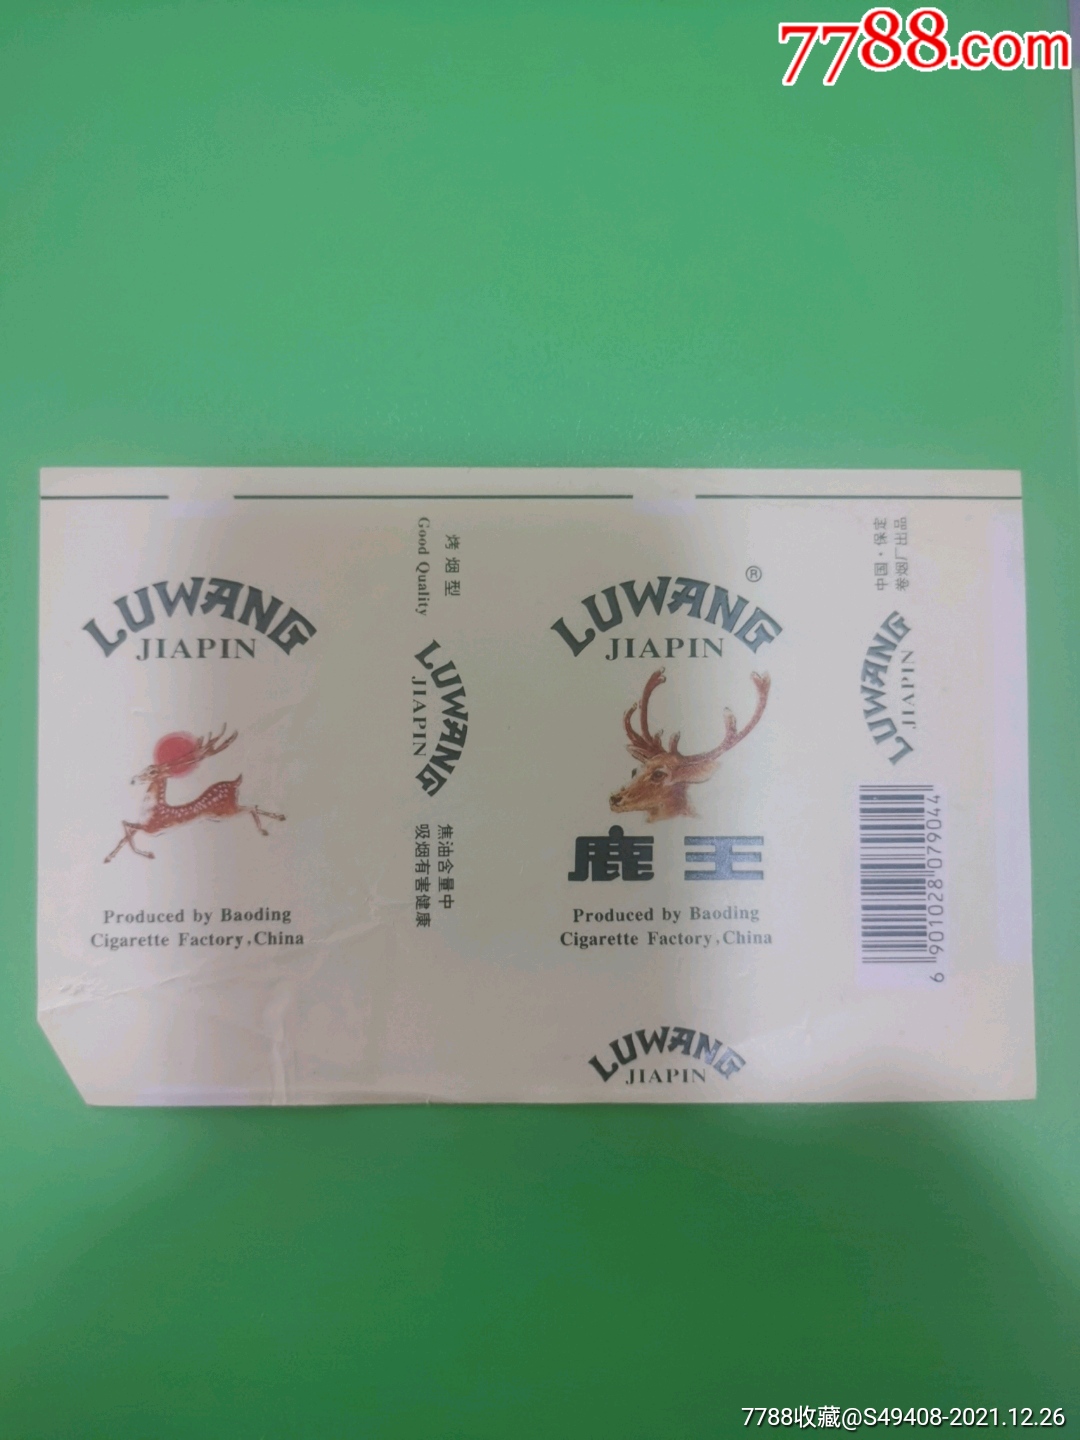 7788.com
LUWANG
JIAPIN
Produced by Baoding
Cigarette Factory,China
烤烟型
Good Quality
LUWANG
JIAPIN
焦油含量中
吸烟有害健康
®
LUWANG
JIAPIN
鹿王
Produced by Baoding
Cigarette Factory,China
LUWANG
JIAPIN
中国·保定
卷烟厂出品
LUWANG
JIAPIN
6 901028 079044
7788收藏@S49408-2021.12.26